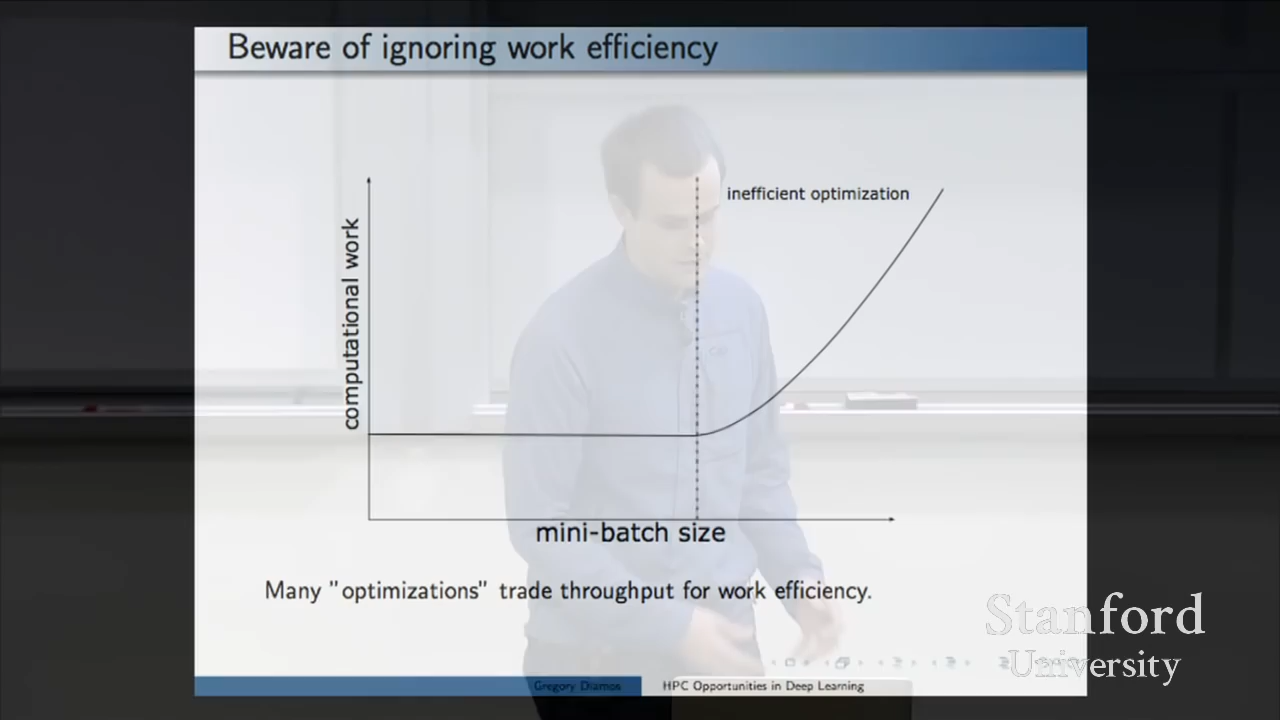 Beware of ignoring work efficiency
inefficient optimization
computational work
mini-batch size
Many "optimizations" trade throughput for work efficiency.
Stanford
University
Gregory Diamos
HPC Opportunities in Deep Learning